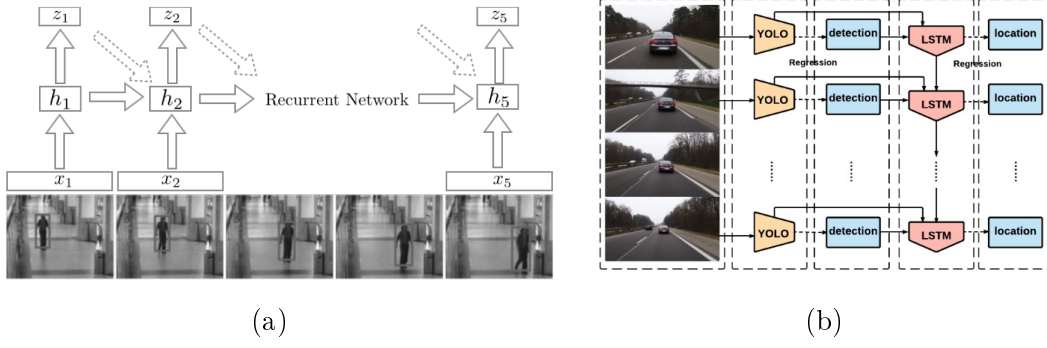 z1 z2 z5
h1 h2 Recurrent Network h5
x1 x2 x5
(a)
YOLO detection LSTM location
Regression Regression
YOLO detection LSTM location
YOLO detection LSTM location
(b)